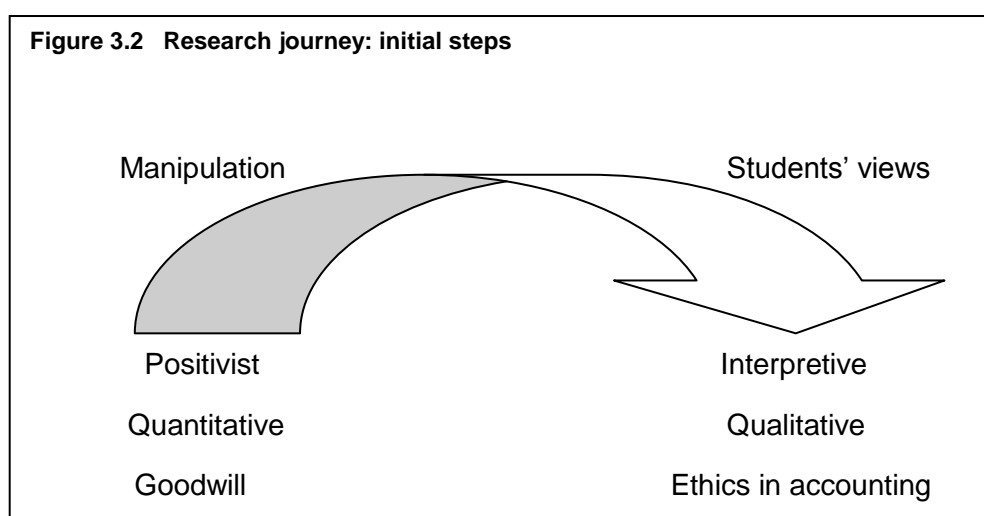 Figure 3.2 Research journey: initial steps
Manipulation Students’ views
Positivist Interpretive
Quantitative Qualitative
Goodwill Ethics in accounting